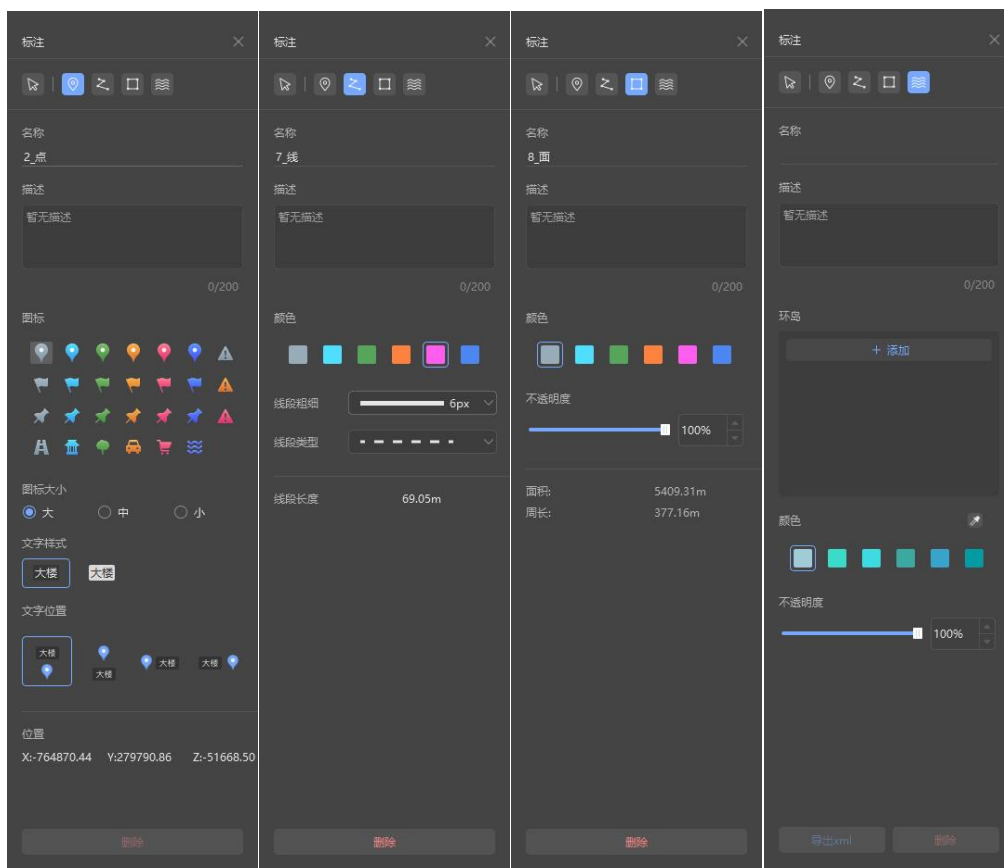 标注
名称
2_点
描述
暂无描述
0/200
图标
图标大小
大 中 小
文字样式
大楼 大楼
文字位置
大楼 大楼 大楼 大楼
位置
X:-764870.44 Y:279790.86 Z:-51668.50
删除
标注
名称
7_线
描述
暂无描述
0/200
颜色
线段粗细 6px
线段类型
线段长度 69.05m
删除
标注
名称
8_面
描述
暂无描述
0/200
颜色
不透明度
100%
面积: 5409.31m
周长: 377.16m
删除
标注
名称
描述
暂无描述
0/200
环岛
+ 添加
颜色
不透明度
100%
导出xml 删除